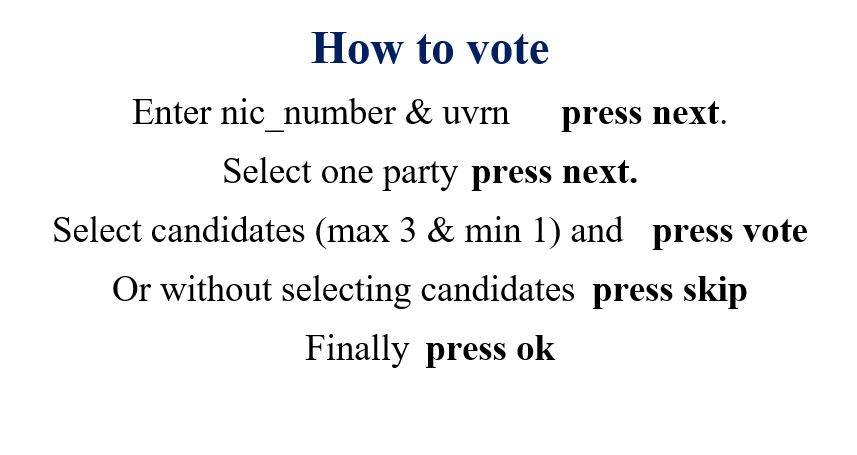 How to vote
Enter nic_number & uvrn press next.
Select one party press next.
Select candidates (max 3 & min 1) and press vote
Or without selecting candidates press skip
Finally press ok